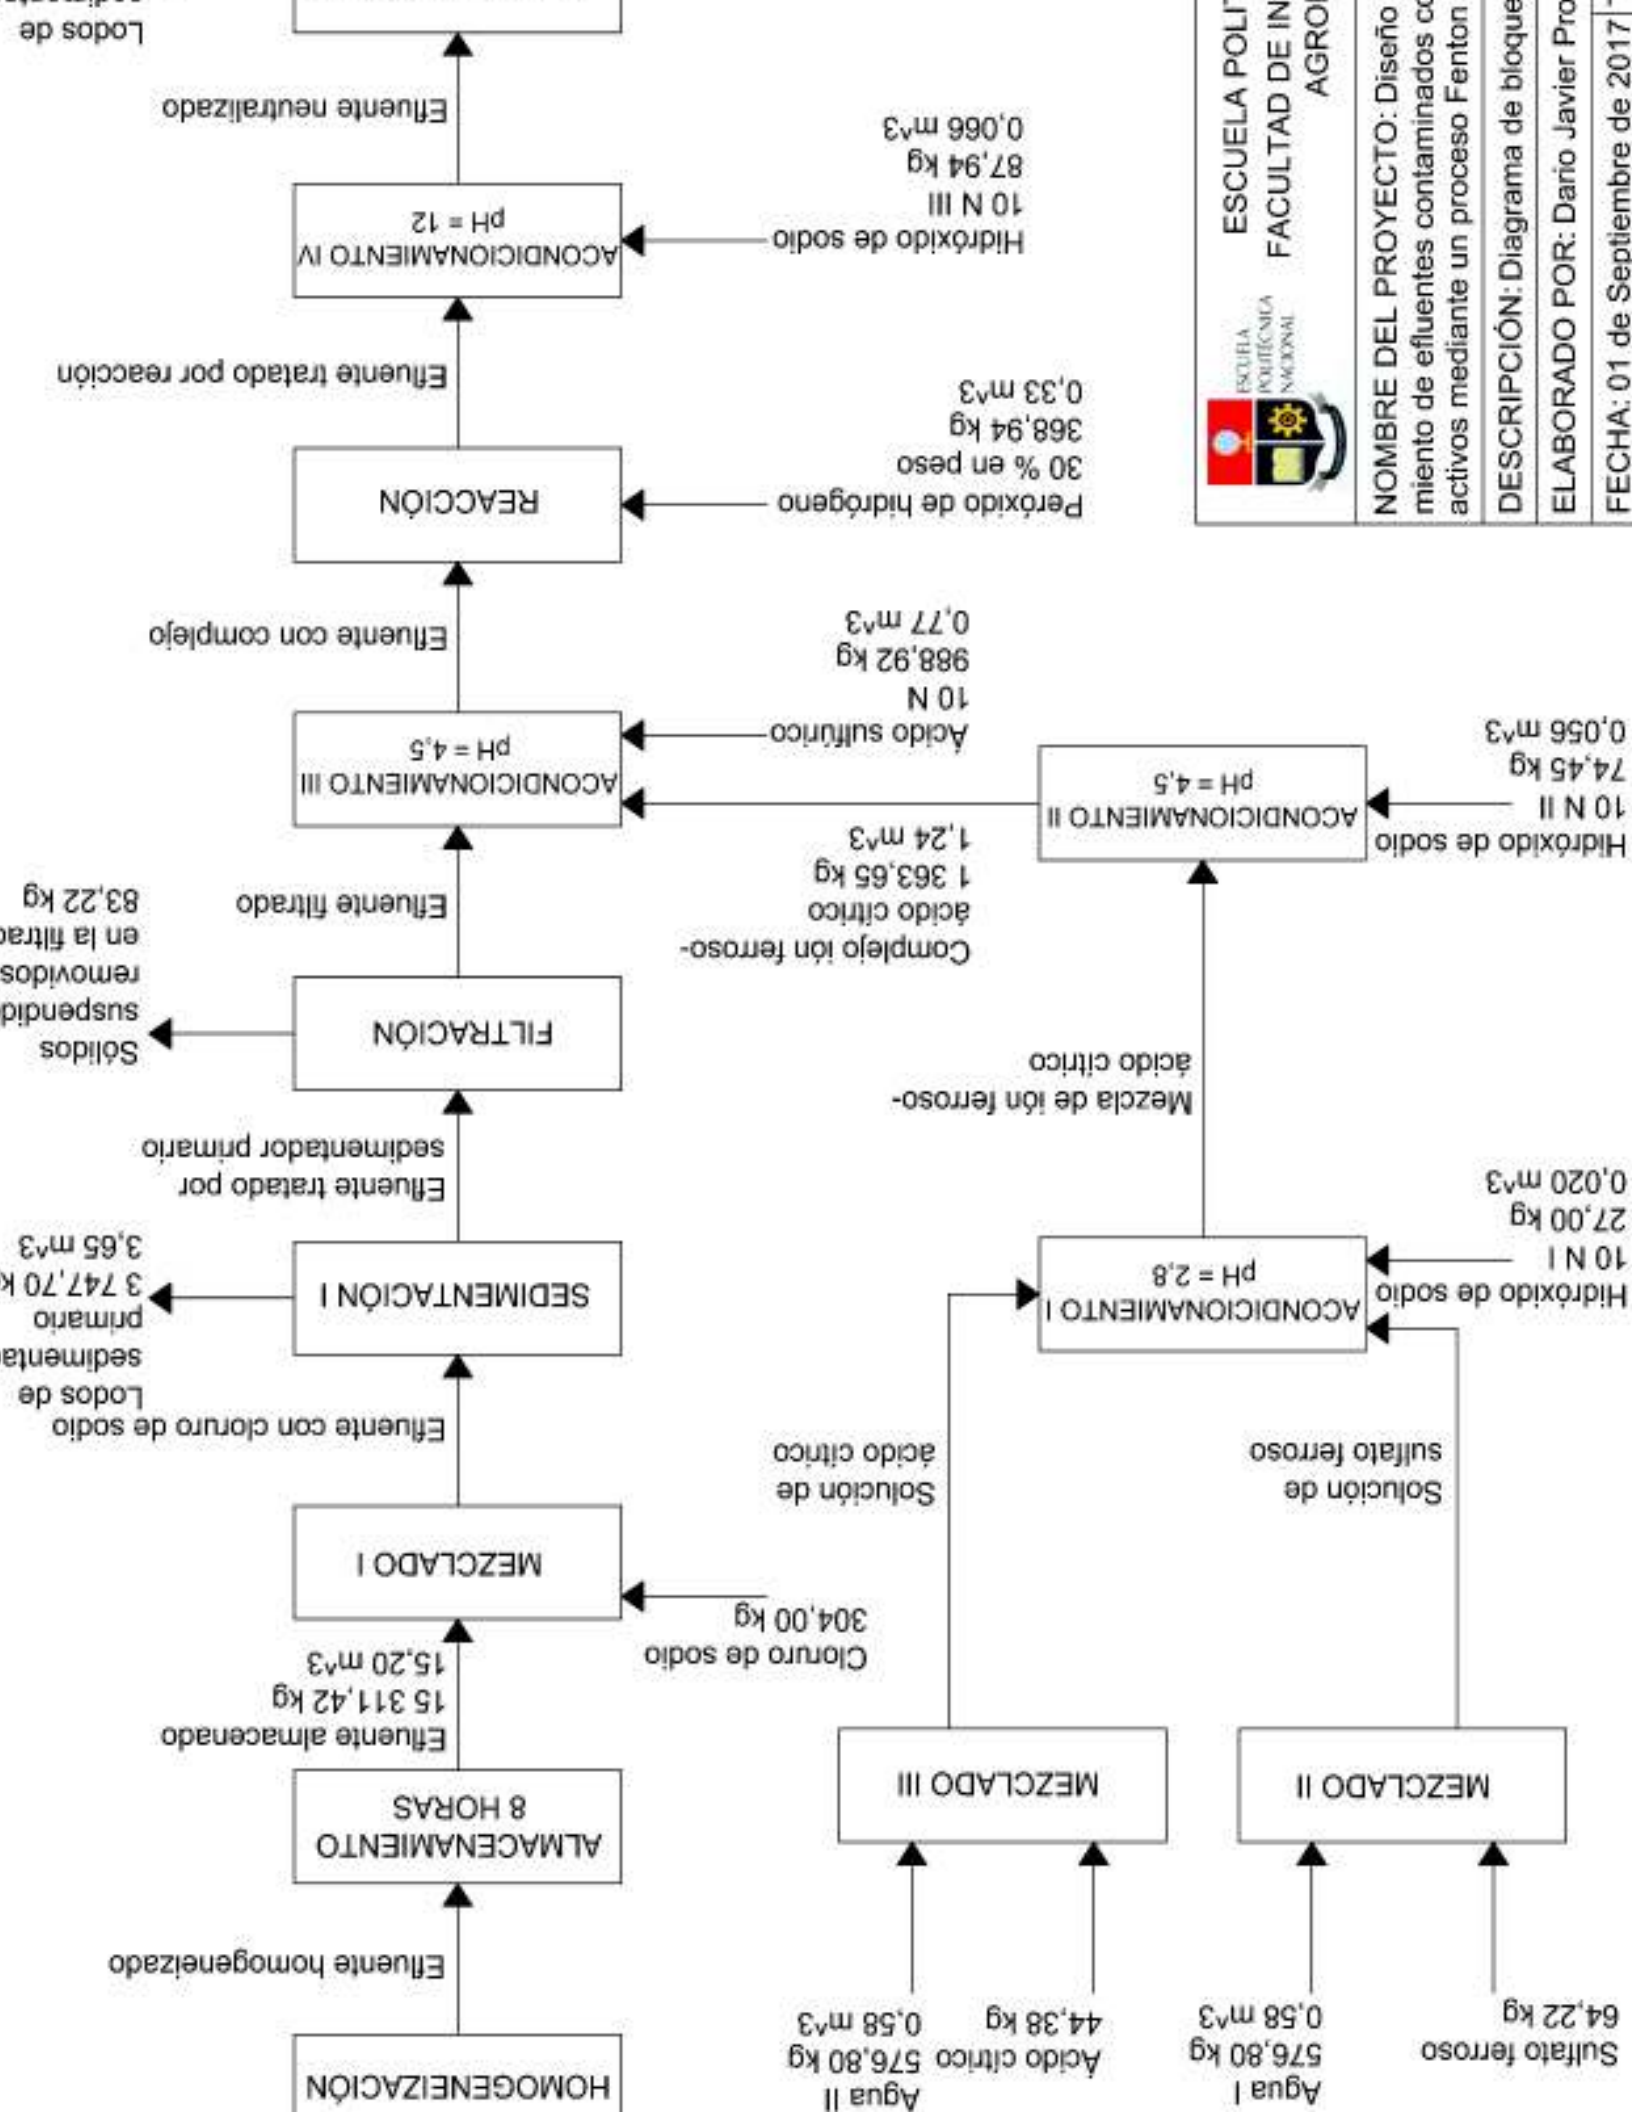 Sulfato ferroso
64,22 kg
Agua I
576,80 kg
0,58 m^3
Ácido cítrico
44,38 kg
Agua II
576,80 kg
0,58 m^3
HOMOGENEIZACIÓN
Efluente homogeneizado
MEZCLADO II
MEZCLADO III
ALMACENAMIENTO
8 HORAS
Efluente almacenado
15 311,42 kg
15,20 m^3
Cloruro de sodio
304,00 kg
MEZCLADO I
Solución de
sulfato ferroso
Solución de
ácido cítrico
Efluente con cloruro de sodio
Hidróxido de sodio
10 N I
27,00 kg
0,020 m^3
ACONDICIONAMIENTO I
pH = 2,8
SEDIMENTACIÓN I
Lodos de
primario
3 747,70
3,65 m^3
Efluente tratado por
sedimentador primario
Mezcla de ión ferroso-
ácido cítrico
FILTRACIÓN
Sólidos
removidos
en la
83,22 kg
Efluente filtrado
Hidróxido de sodio
10 N II
74,45 kg
0,056 m^3
ACONDICIONAMIENTO II
pH = 4,5
Complejo ión ferroso-
ácido cítrico
1 363,65 kg
1,24 m^3
Ácido sulfúrico
10 N
988,92 kg
0,77 m^3
ACONDICIONAMIENTO III
pH = 4,5
Efluente con complejo
Peróxido de hidrógeno
30 % en peso
368,94 kg
0,33 m^3
REACCIÓN
Efluente tratado por reacción
Hidróxido de sodio
10 N III
87,94 kg
0,066 m^3
ACONDICIONAMIENTO IV
pH = 12
Efluente neutralizado
Lodos de
ESCUELA
POLITÉCNICA
NACIONAL
ESCUELA
FACULTAD DE
NOMBRE DEL PROYECTO: Diseño
miento de efluentes contaminados
activos mediante un proceso Fenton
DESCRIPCIÓN: Diagrama de bloque
ELABORADO POR: Dario Javier
FECHA: 01 de Septiembre de 2017